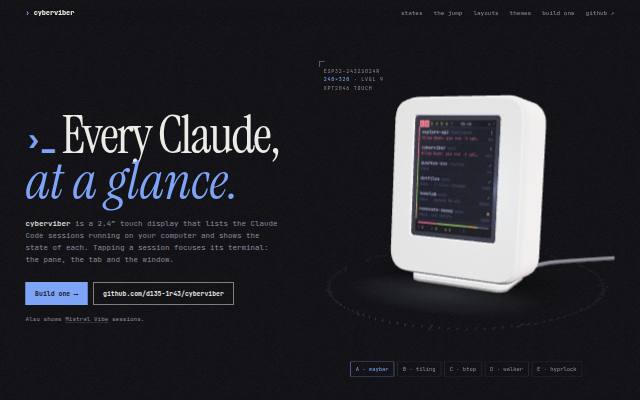 › cyberviber
states the jump layouts themes build one github ↗
ESP32-2432S024R
240×320 · LVGL 9
XPT2046 TOUCH
›_ Every Claude,
at a glance.
cyberviber is a 2.4" touch display that lists the Claude
Code sessions running on your computer and shows the
state of each. Tapping a session focuses its terminal:
the pane, the tab and the window.
Build one →
github.com/d135-1r43/cyberviber
Also shows Mistral Vibe sessions.
A · waybar
B · tiling
C · btop
D · walker
E · hyprlock